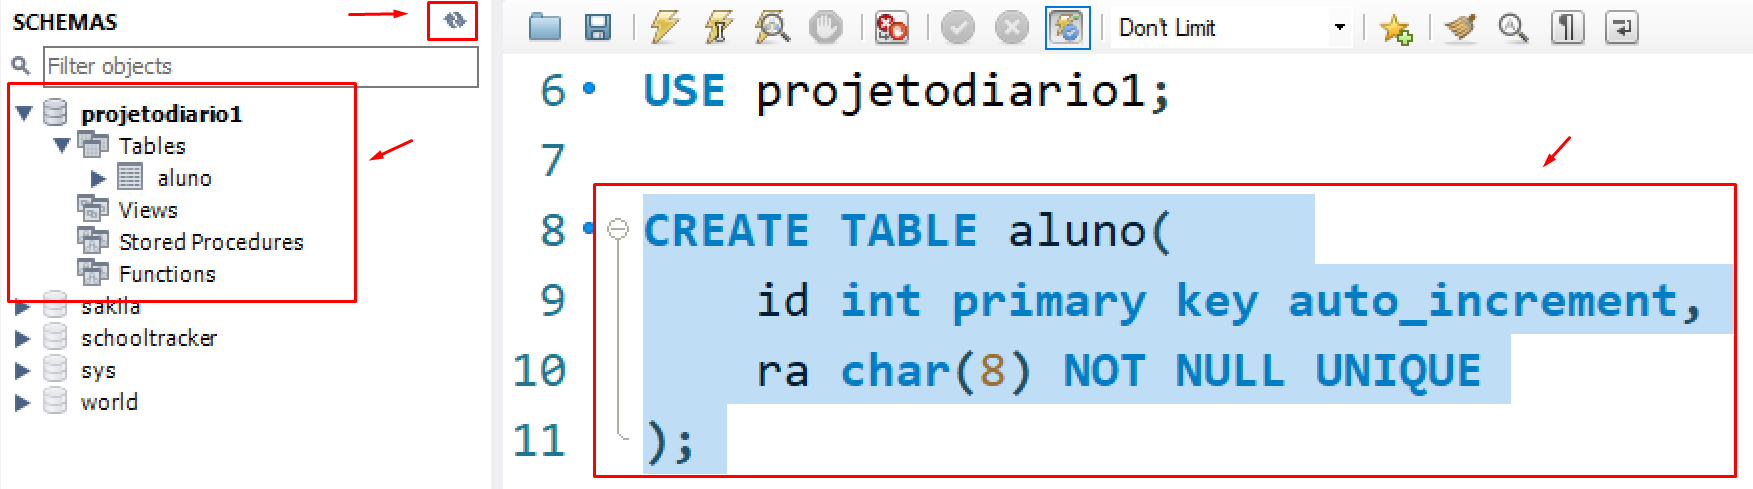 SCHEMAS
Filter objects
projetodiario1
Tables
aluno
Views
Stored Procedures
Functions
sakila
schooltracker
sys
world
Don't Limit
6 USE projetodiario1;
7
8 CREATE TABLE aluno(
9 id int primary key auto_increment,
10 ra char(8) NOT NULL UNIQUE
11 );